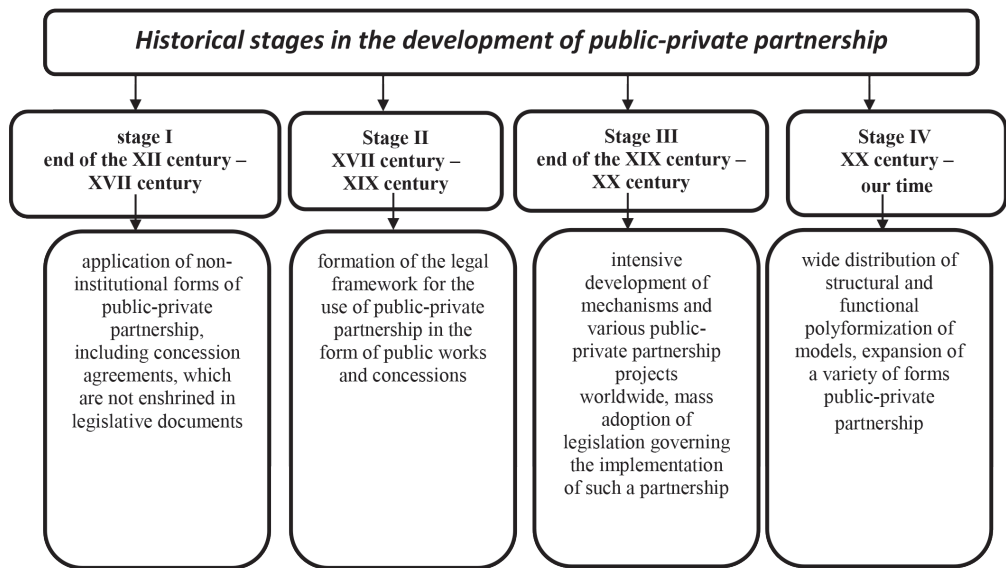 Historical stages in the development of public-private partnership
stage I
end of the XII century –
XVII century
Stage II
XVII century –
XIX century
Stage III
end of the XIX century –
XX century
Stage IV
XX century –
our time
application of non-
institutional forms of
public-private
partnership,
including concession
agreements, which
are not enshrined in
legislative documents
formation of the legal
framework for the
use of public-private
partnership in the
form of public works
and concessions
intensive
development of
mechanisms and
various public-
private partnership
projects
worldwide, mass
adoption of
legislation governing
the implementation
of such a partnership
wide distribution of
structural and
functional
polyformization of
models, expansion of
a variety of forms
public-private
partnership